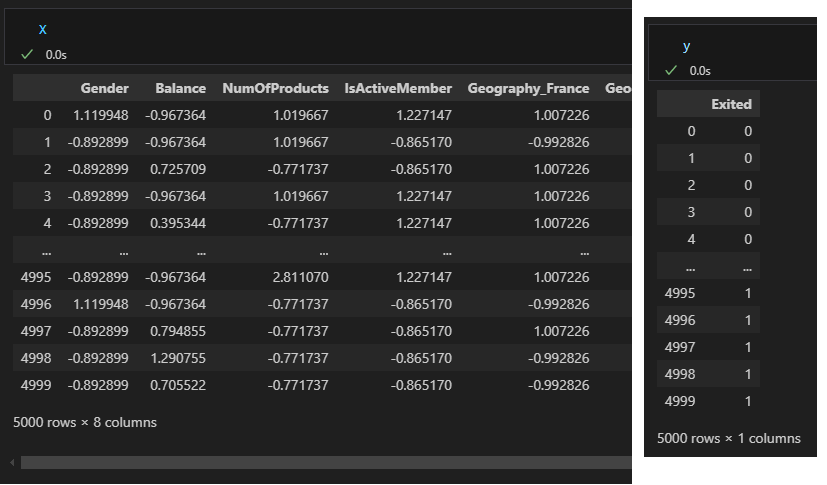 X
0.0s
Gender Balance NumOfProducts IsActiveMember Geography_France Geo
0 1.119948 -0.967364 1.019667 1.227147 1.007226
1 -0.892899 -0.967364 1.019667 -0.865170 -0.992826
2 -0.892899 0.725709 -0.771737 -0.865170 1.007226
3 -0.892899 -0.967364 1.019667 1.227147 1.007226
4 -0.892899 0.395344 -0.771737 1.227147 1.007226
... ... ... ... ... ...
4995 -0.892899 -0.967364 2.811070 1.227147 1.007226
4996 1.119948 -0.967364 -0.771737 -0.865170 -0.992826
4997 -0.892899 0.794855 -0.771737 -0.865170 1.007226
4998 -0.892899 1.290755 -0.771737 -0.865170 -0.992826
4999 -0.892899 0.705522 -0.771737 -0.865170 -0.992826
5000 rows × 8 columns
y
0.0s
Exited
0 0
1 0
2 0
3 0
4 0
... ...
4995 1
4996 1
4997 1
4998 1
4999 1
5000 rows × 1 columns